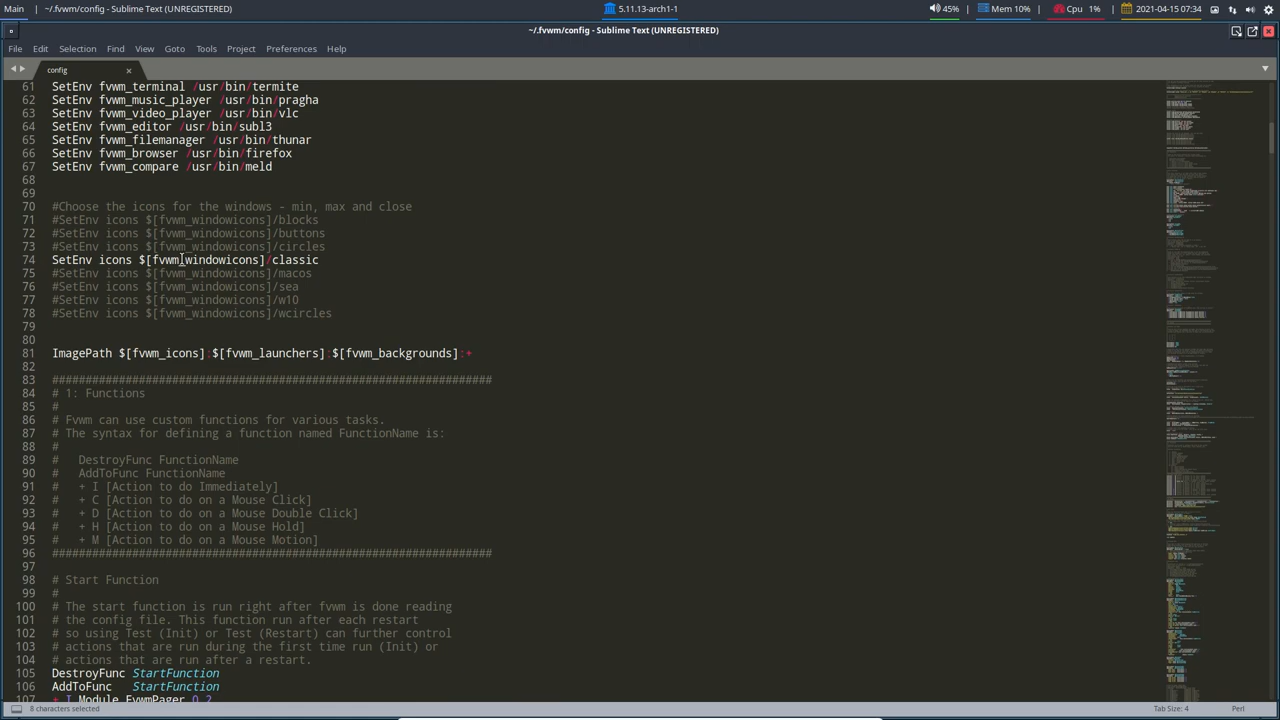 Main ~/.fvwm/config - Sublime Text (UNREGISTERED) 5.11.13-arch1-1 45% Mem 10% Cpu 1% 2021-04-15 07:34
~/.fvwm/config - Sublime Text (UNREGISTERED)
File Edit Selection Find View Goto Tools Project Preferences Help
config
61 SetEnv fvwm_terminal /usr/bin/termite
62 SetEnv fvwm_music_player /usr/bin/pragha
63 SetEnv fvwm_video_player /usr/bin/vlc
64 SetEnv fvwm_editor /usr/bin/subl3
65 SetEnv fvwm_filemanager /usr/bin/thunar
66 SetEnv fvwm_browser /usr/bin/firefox
67 SetEnv fvwm_compare /usr/bin/meld
68
69
70 #Choose the icons for the windows - min, max and close
71 #SetEnv icons $[fvwm_windowicons]/blocks
72 #SetEnv icons $[fvwm_windowicons]/buttons
73 #SetEnv icons $[fvwm_windowicons]/circles
74 SetEnv icons $[fvwm_windowicons]/classic
75 #SetEnv icons $[fvwm_windowicons]/macos
76 #SetEnv icons $[fvwm_windowicons]/sea
77 #SetEnv icons $[fvwm_windowicons]/w10
78 #SetEnv icons $[fvwm_windowicons]/wcircles
79
80
81 ImagePath $[fvwm_icons]:$[fvwm_launchers]:$[fvwm_backgrounds]:+
82
83 ###############################################################
84 # 1: Functions
85 #
86 # Fvwm can use custom fuctions for various tasks.
87 # The syntax for defining a function named FunctionName is:
88 #
89 #   DestroyFunc FunctionName
90 #   AddToFunc FunctionName
91 #   + I [Action to do Immediately]
92 #   + C [Action to do on a Mouse Click]
93 #   + D [Action to do on a Mouse Double Click]
94 #   + H [Action to do on a Mouse Hold]
95 #   + M [Action to do on a Mouse Motion]
96 ###############################################################
97
98 # Start Function
99 #
100 # The start function is run right after fvwm is done reading
101 # the config file. This function run after each restart
102 # so using Test (Init) or Test (Restart) can further control
103 # actions that are run during the first time run (Init) or
104 # actions that are run after a restart.
105 DestroyFunc StartFunction
106 AddToFunc   StartFunction
107 + I Module FvwmPager 0 2
8 characters selected Tab Size: 4 Perl